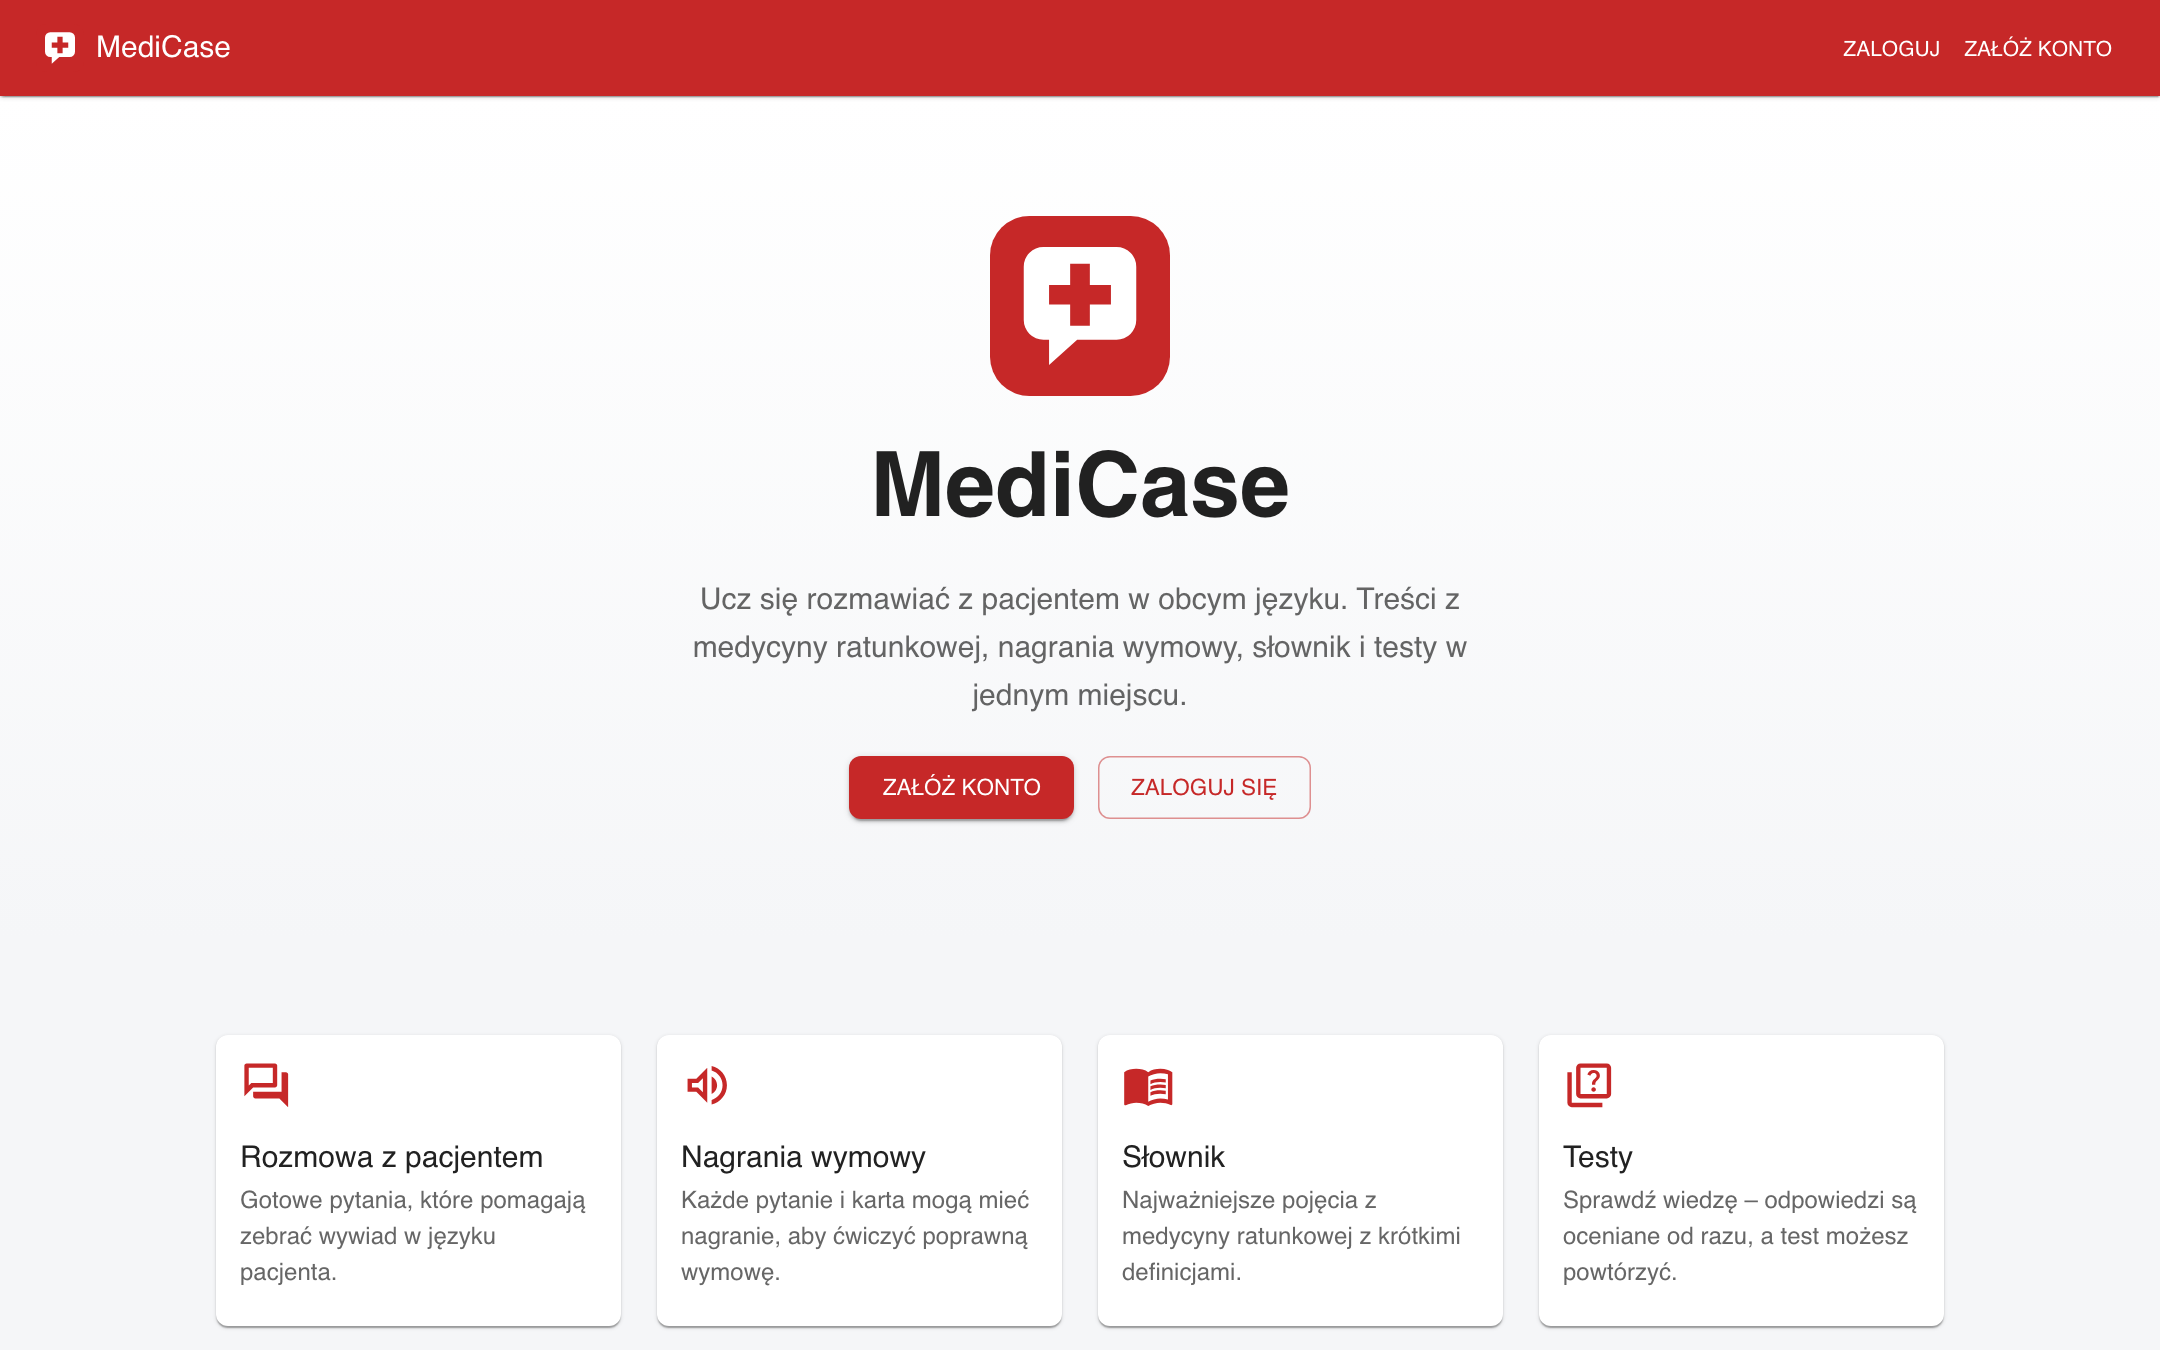 MediCase
ZALOGUJ
ZAŁÓŻ KONTO
MediCase
Ucz się rozmawiać z pacjentem w obcym języku. Treści z
medycyny ratunkowej, nagrania wymowy, słownik i testy w
jednym miejscu.
ZAŁÓŻ KONTO
ZALOGUJ SIĘ
Rozmowa z pacjentem
Gotowe pytania, które pomagają
zebrać wywiad w języku
pacjenta.
Nagrania wymowy
Każde pytanie i karta mogą mieć
nagranie, aby ćwiczyć poprawną
wymowę.
Słownik
Najważniejsze pojęcia z
medycyny ratunkowej z krótkimi
definicjami.
Testy
Sprawdź wiedzę – odpowiedzi są
oceniane od razu, a test możesz
powtórzyć.